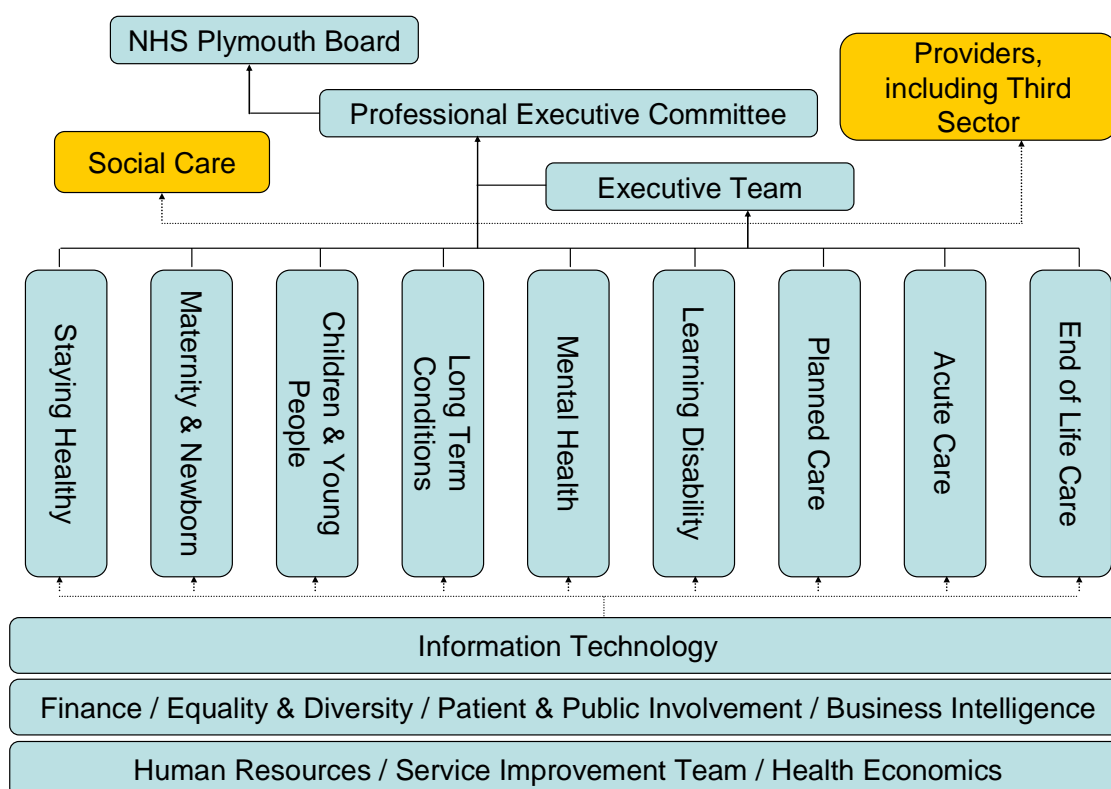 NHS Plymouth Board
Providers,
including Third
Sector
Professional Executive Committee
Social Care
Executive Team
Staying Healthy
Maternity & Newborn
Children & Young
People
Long Term
Conditions
Mental Health
Learning Disability
Planned Care
Acute Care
End of Life Care
Information Technology
Finance / Equality & Diversity / Patient & Public Involvement / Business Intelligence
Human Resources / Service Improvement Team / Health Economics